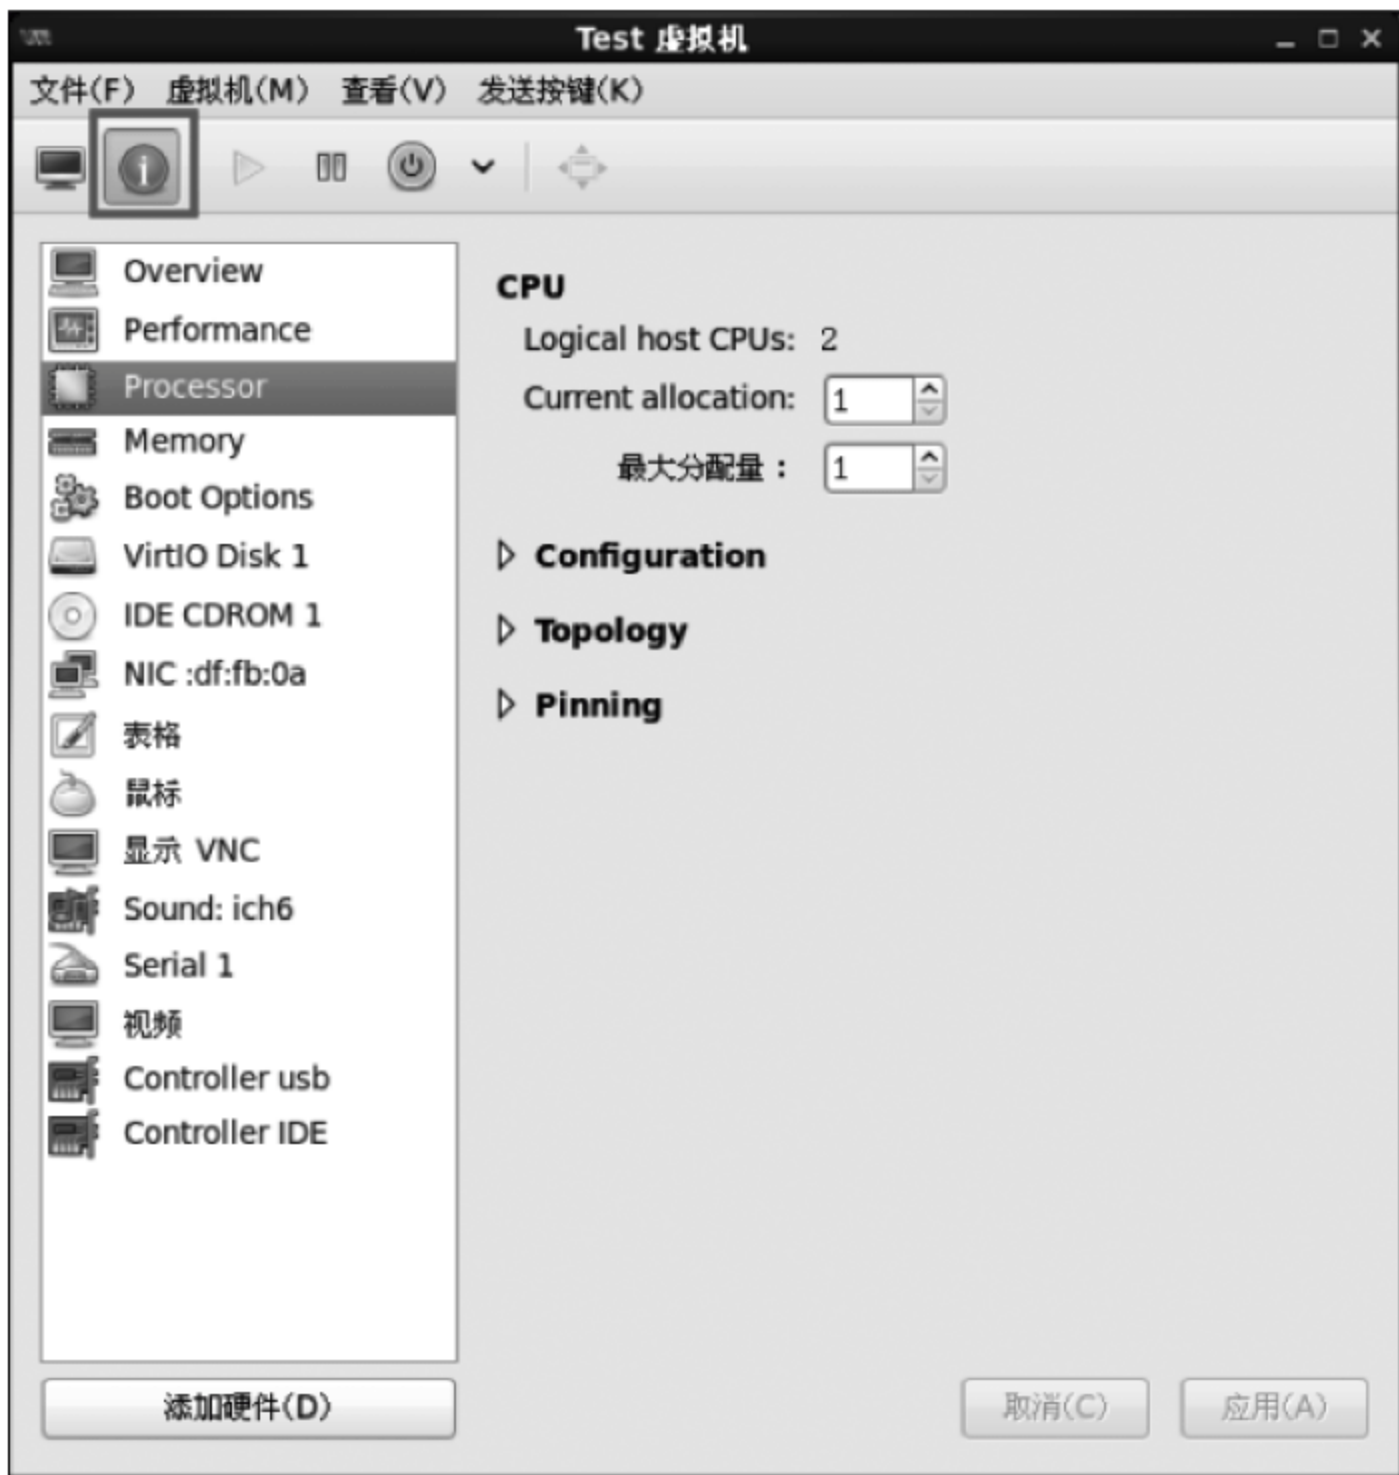 Test 虚拟机
文件(F) 虚拟机(M) 查看(V) 发送按键(K)
Overview
Performance
Processor
Memory
Boot Options
VirtIO Disk 1
IDE CDROM 1
NIC :df:fb:0a
表格
鼠标
显示 VNC
Sound: ich6
Serial 1
视频
Controller usb
Controller IDE
添加硬件(D)
CPU
Logical host CPUs: 2
Current allocation: 1
最大分配量： 1
Configuration
Topology
Pinning
取消(C) 应用(A)